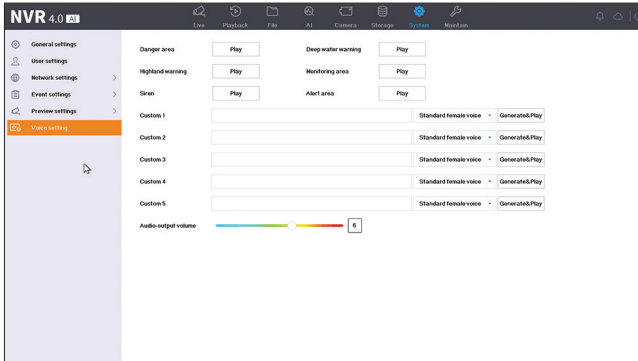 NVR 4.0 AI
Live Playback File AI Camera Storage System Maintain
General settings
User settings
Network settings
Event settings
Preview settings
Voice setting
Danger area Play Deep water warning Play
Highland warning Play Monitoring area Play
Siren Play Alert area Play
Custom 1 Standard female voice Generate&Play
Custom 2 Standard female voice Generate&Play
Custom 3 Standard female voice Generate&Play
Custom 4 Standard female voice Generate&Play
Custom 5 Standard female voice Generate&Play
Audio-output volume 6